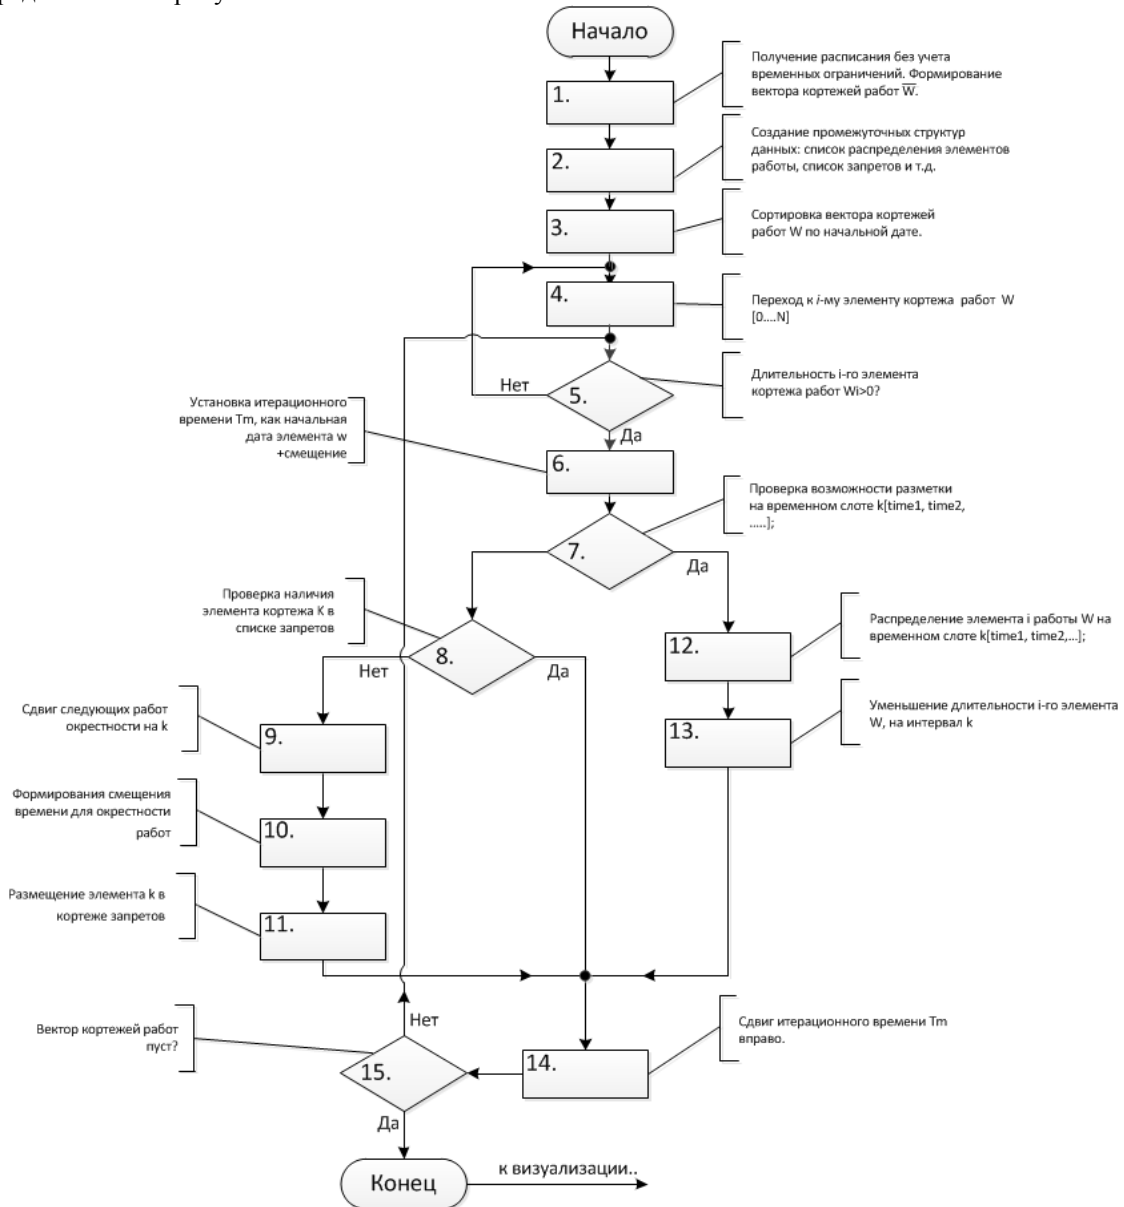 Начало
Получение расписания без учета
временных ограничений. Формирование
вектора кортежей работ W.
1.
Создание промежуточных структур
данных: список распределения элементов
работы, список запретов и т.д.
2.
Сортировка вектора кортежей
работ W по начальной дате.
3.
4.
Переход к i-му элементу кортежа работ W
[0....N]
Нет
5.
Длительность i-го элемента
кортежа работ Wi>0?
Установка итерационного
времени Tm, как начальная
дата элемента w
+смещение
Да
6.
Проверка возможности разметки
на временном слоте k[time1, time2,
.....];
7.
Да
Проверка наличия
элемента кортежа K в
списке запретов
8.
Нет
Да
12.
Распределение элемента i работы W на
временном слоте k[time1, time2,...];
Сдвиг следующих работ
окрестности на k
9.
13.
Уменьшение длительности i-го элемента
W, на интервал k
Формирования смещения
времени для окрестности
работ
10.
Размещение элемента k в
кортеже запретов
11.
Вектор кортежей работ
пуст?
Нет
15.
14.
Сдвиг итерационного времени Tm
вправо.
Да
Конец
к визуализации..